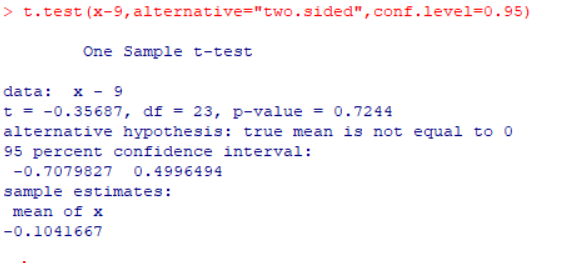 > t.test(x-9,alternative="two.sided",conf.level=0.95)
One Sample t-test
data:  x - 9
t = -0.35687, df = 23, p-value = 0.7244
alternative hypothesis: true mean is not equal to 0
95 percent confidence interval:
-0.7079827  0.4996494
sample estimates:
mean of x
-0.1041667